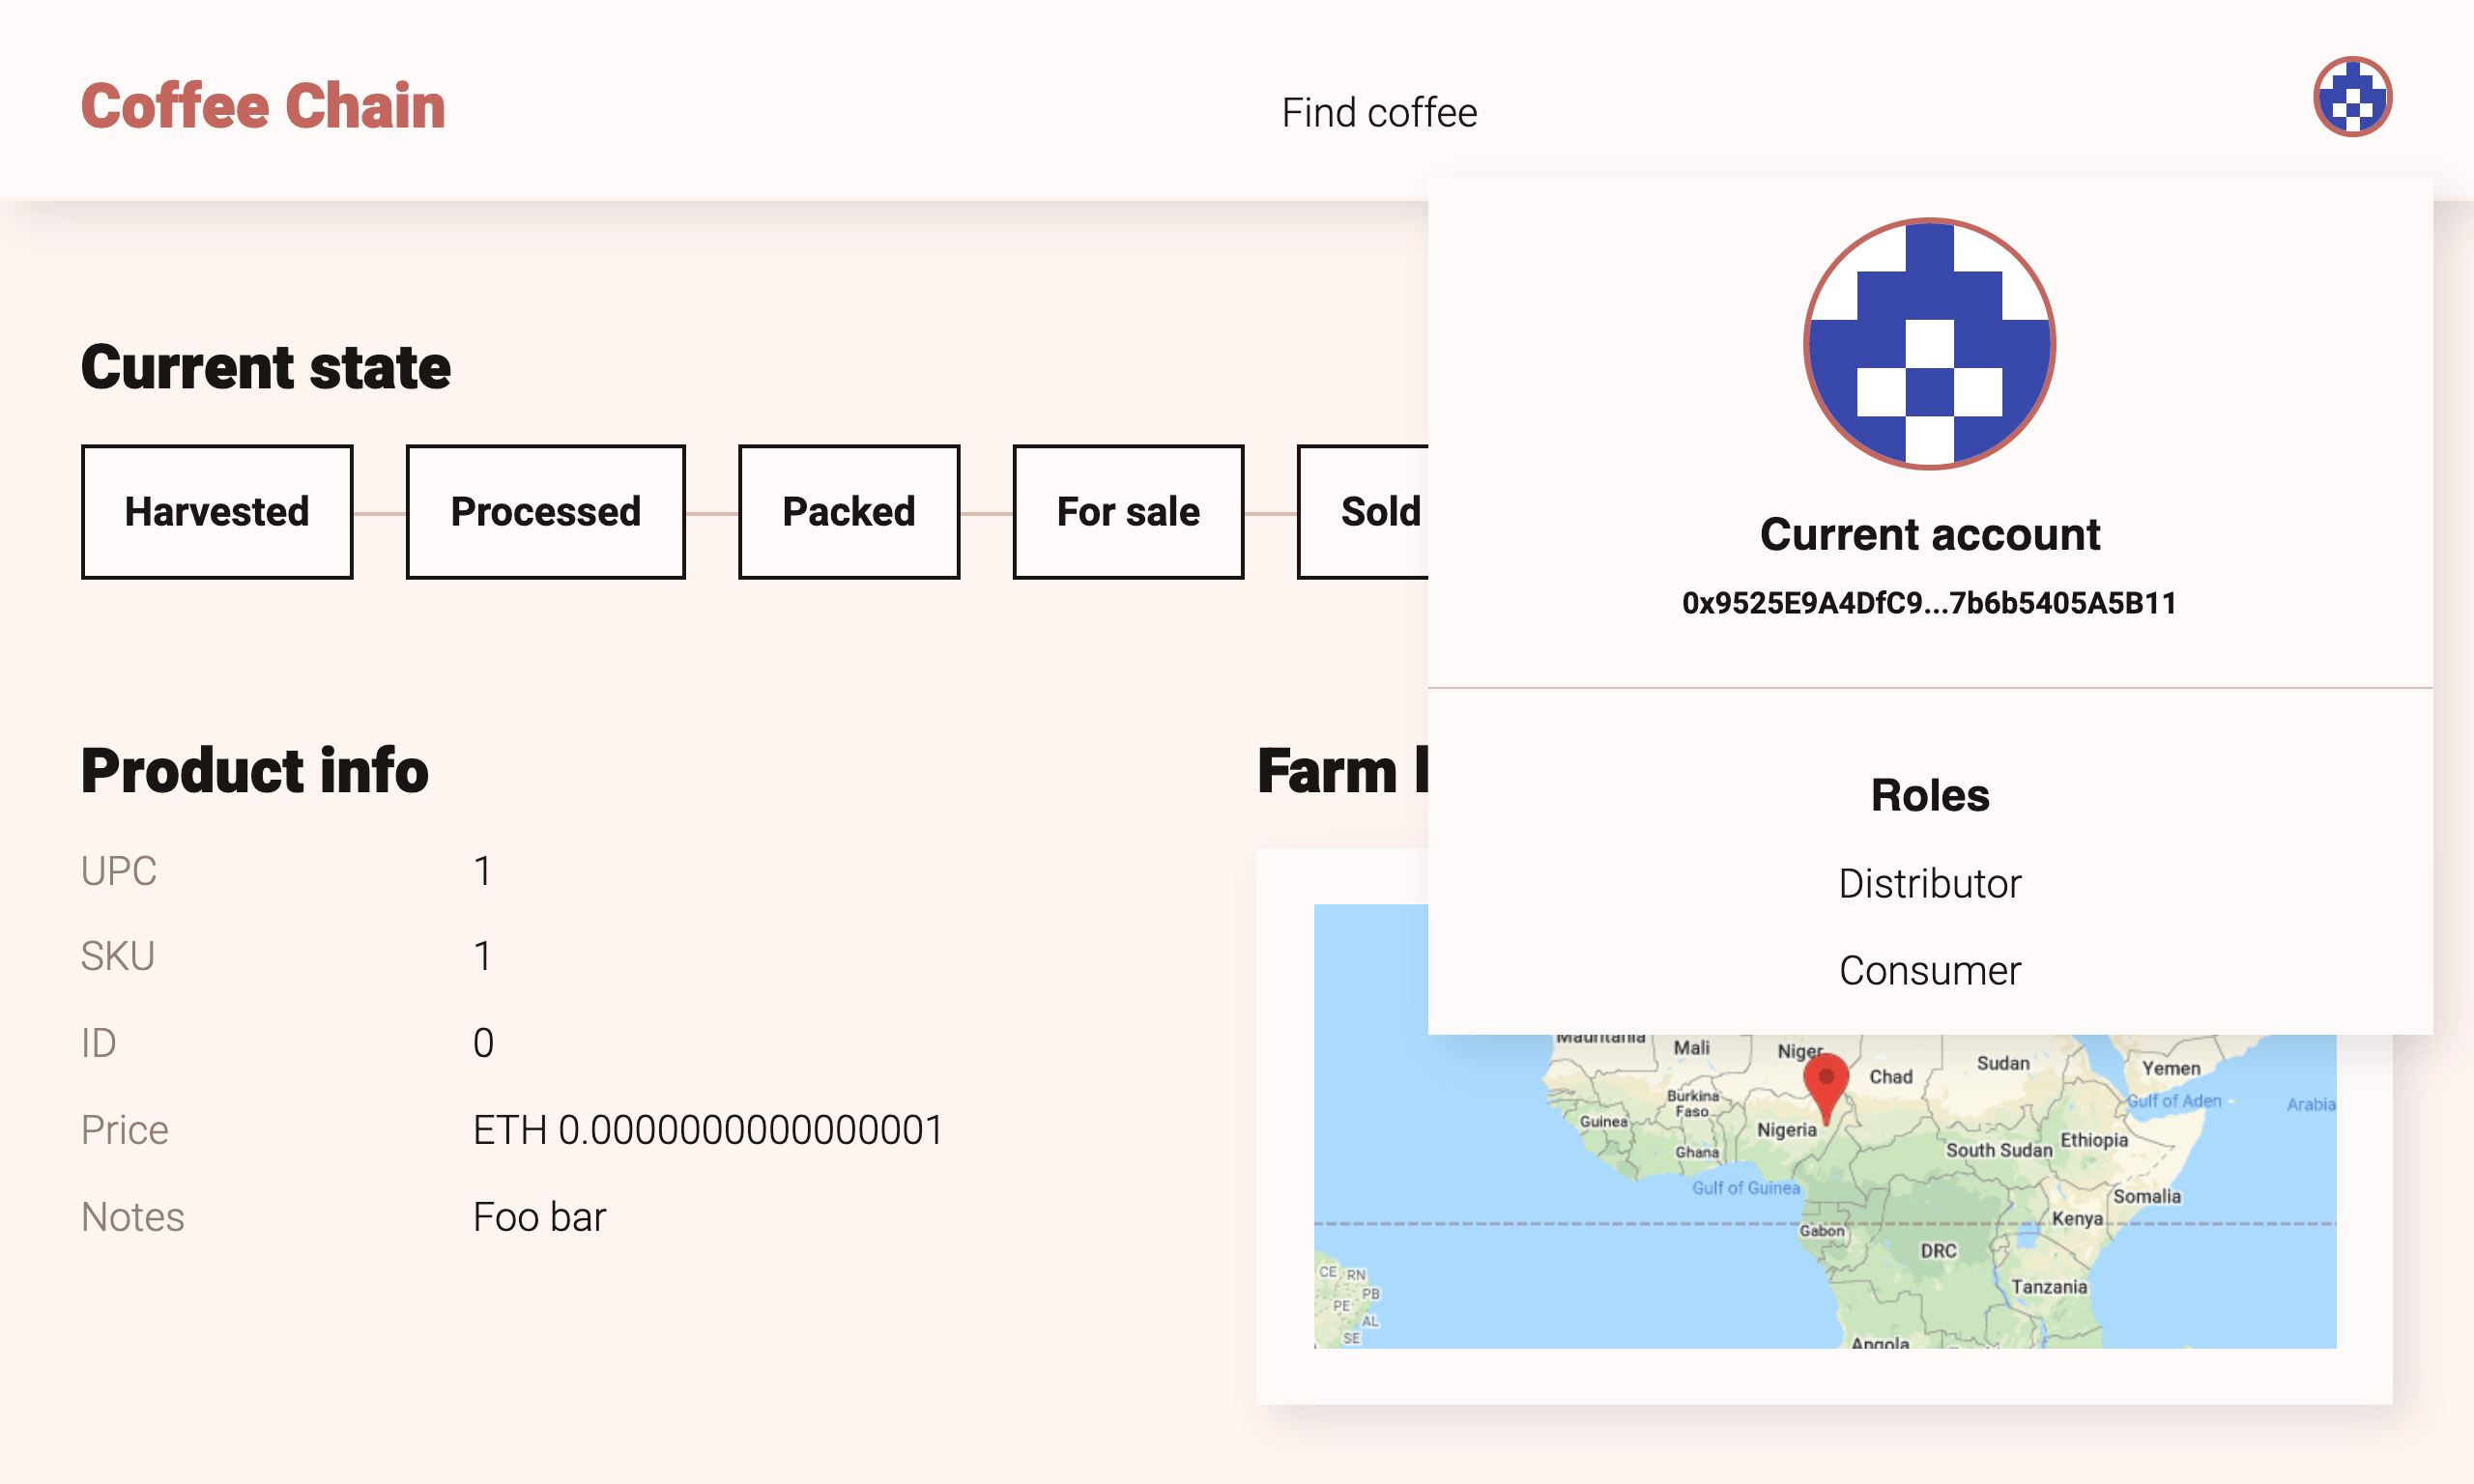 Coffee Chain
Find coffee
Current state
Harvested
Processed
Packed
For sale
Sold
Current account
0x9525E9A4DfC9...7b6b5405A5B11
Roles
Distributor
Consumer
Product info
UPC 1
SKU 1
ID 0
Price ETH 0.0000000000000001
Notes Foo bar
Farm
Mauritania
Mali
Niger
Chad
Sudan
Yemen
Gulf of Aden
Arabia
Burkina
Faso
Guinea
Nigeria
Ghana
South Sudan
Ethiopia
Gulf of Guinea
Somalia
Kenya
Gabon
DRC
Tanzania
CE
RN
PB
PE
AL
SE
Angola